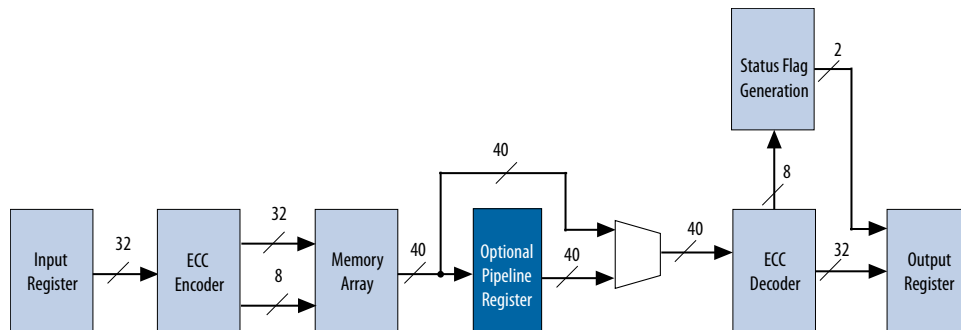 Status Flag
Generation
2
40
8
Input
Register
32
ECC
Encoder
32
8
Memory
Array
40
Optional
Pipeline
Register
40
40
ECC
Decoder
32
Output
Register